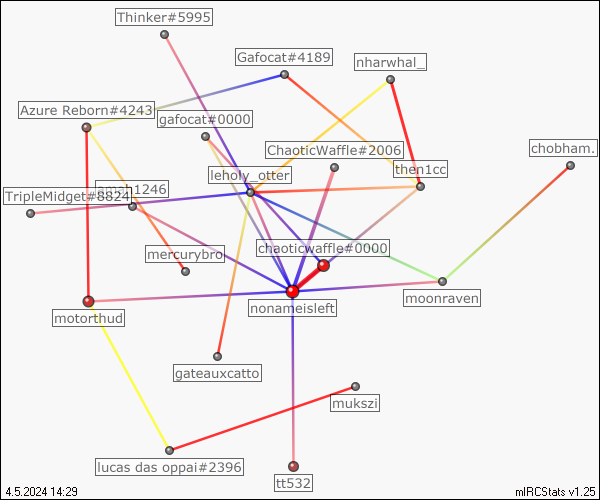 Thinker#5995
Gafocat#4189
nharwhal_
Azure Reborn#4243
gafocat#0000
ChaoticWaffle#2006
chobham.
then1cc
leholy_otter
1246
TripleMidget#8824
chaoticwaffle#0000
mercurybro
moonraven
nonameisleft
motorthud
gateauxcatto
mukszi
lucas das oppai#2396
tt532
4.5.2024 14:29
mIRCStats v1.25